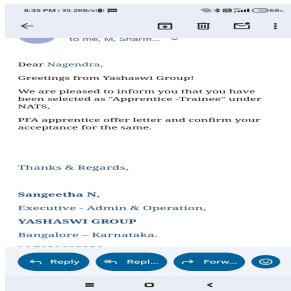 8:35 PM | 35.2KB/s
to me, M, Sharm...
Dear Nagendra,
Greetings from Yashaswi Group!
We are pleased to inform you that you have
been selected as "Apprentice -Trainee" under
NATS.
PFA apprentice offer letter and confirm your
acceptance for the same.
Thanks & Regards,
Sangeetha N,
Executive - Admin & Operation,
YASHASWI GROUP
Bangalore – Karnataka.
Reply
Repl...
Forw...